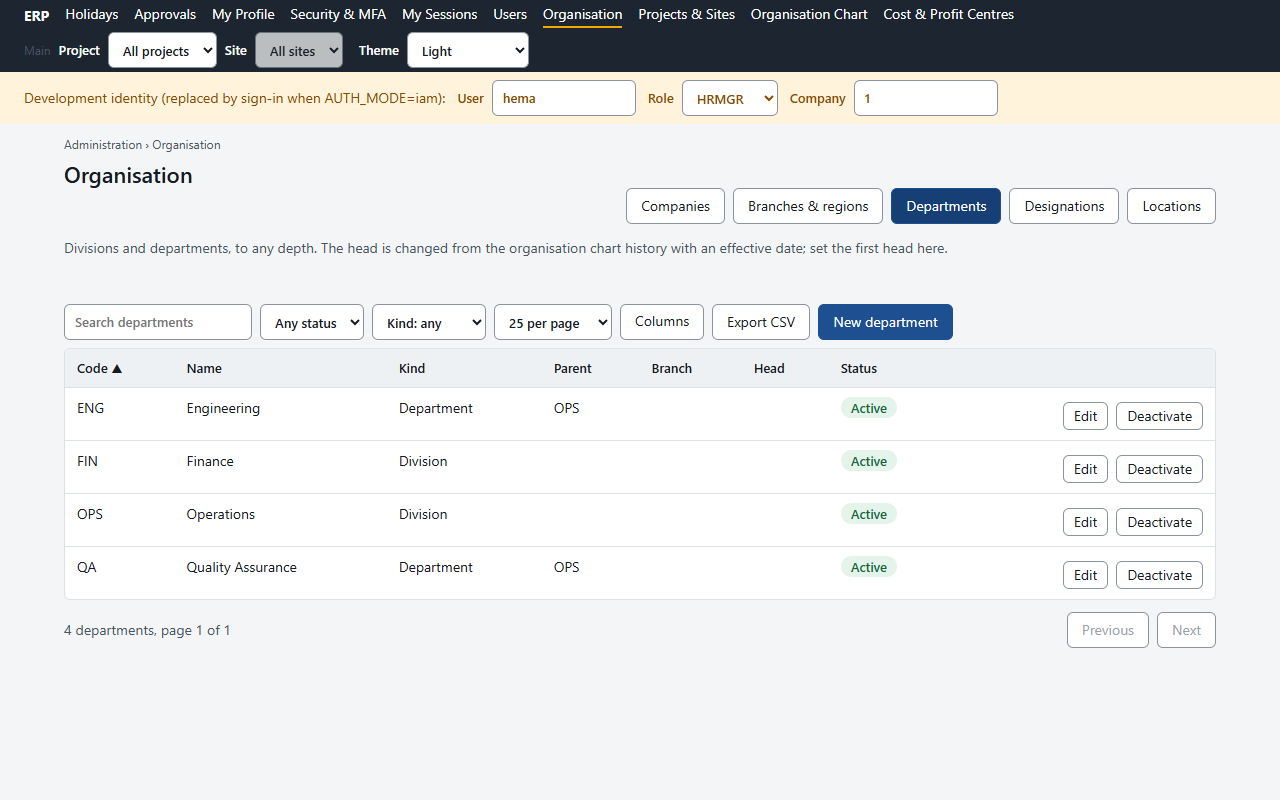 ERP Holidays Approvals My Profile Security & MFA My Sessions Users Organisation Projects & Sites Organisation Chart Cost & Profit Centres
Main Project All projects Site All sites Theme Light
Development identity (replaced by sign-in when AUTH_MODE=iam): User hema Role HRMGR Company 1
Administration › Organisation
Organisation
Companies Branches & regions Departments Designations Locations
Divisions and departments, to any depth. The head is changed from the organisation chart history with an effective date; set the first head here.
Search departments Any status Kind: any 25 per page Columns Export CSV New department
Code ▲ Name Kind Parent Branch Head Status
ENG Engineering Department OPS Active Edit Deactivate
FIN Finance Division Active Edit Deactivate
OPS Operations Division Active Edit Deactivate
QA Quality Assurance Department OPS Active Edit Deactivate
4 departments, page 1 of 1 Previous Next